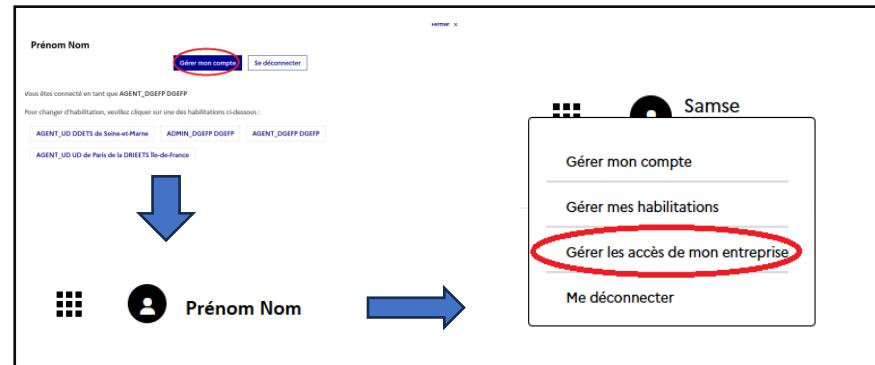 Fermer ×
Prénom Nom
Gérer mon compte
Se déconnecter
Vous êtes connecté en tant que AGENT_DGEFP DGEFP
Pour changer d'habilitation, veuillez cliquer sur une des habilitations ci-dessous :
AGENT_UD DDETS de Seine-et-Marne
ADMIN_DGEFP DGEFP
AGENT_DGEFP DGEFP
AGENT_UD UD de Paris de la DRIEETS Île-de-France
Prénom Nom
Samse
Gérer mon compte
Gérer mes habilitations
Gérer les accès de mon entreprise
Me déconnecter